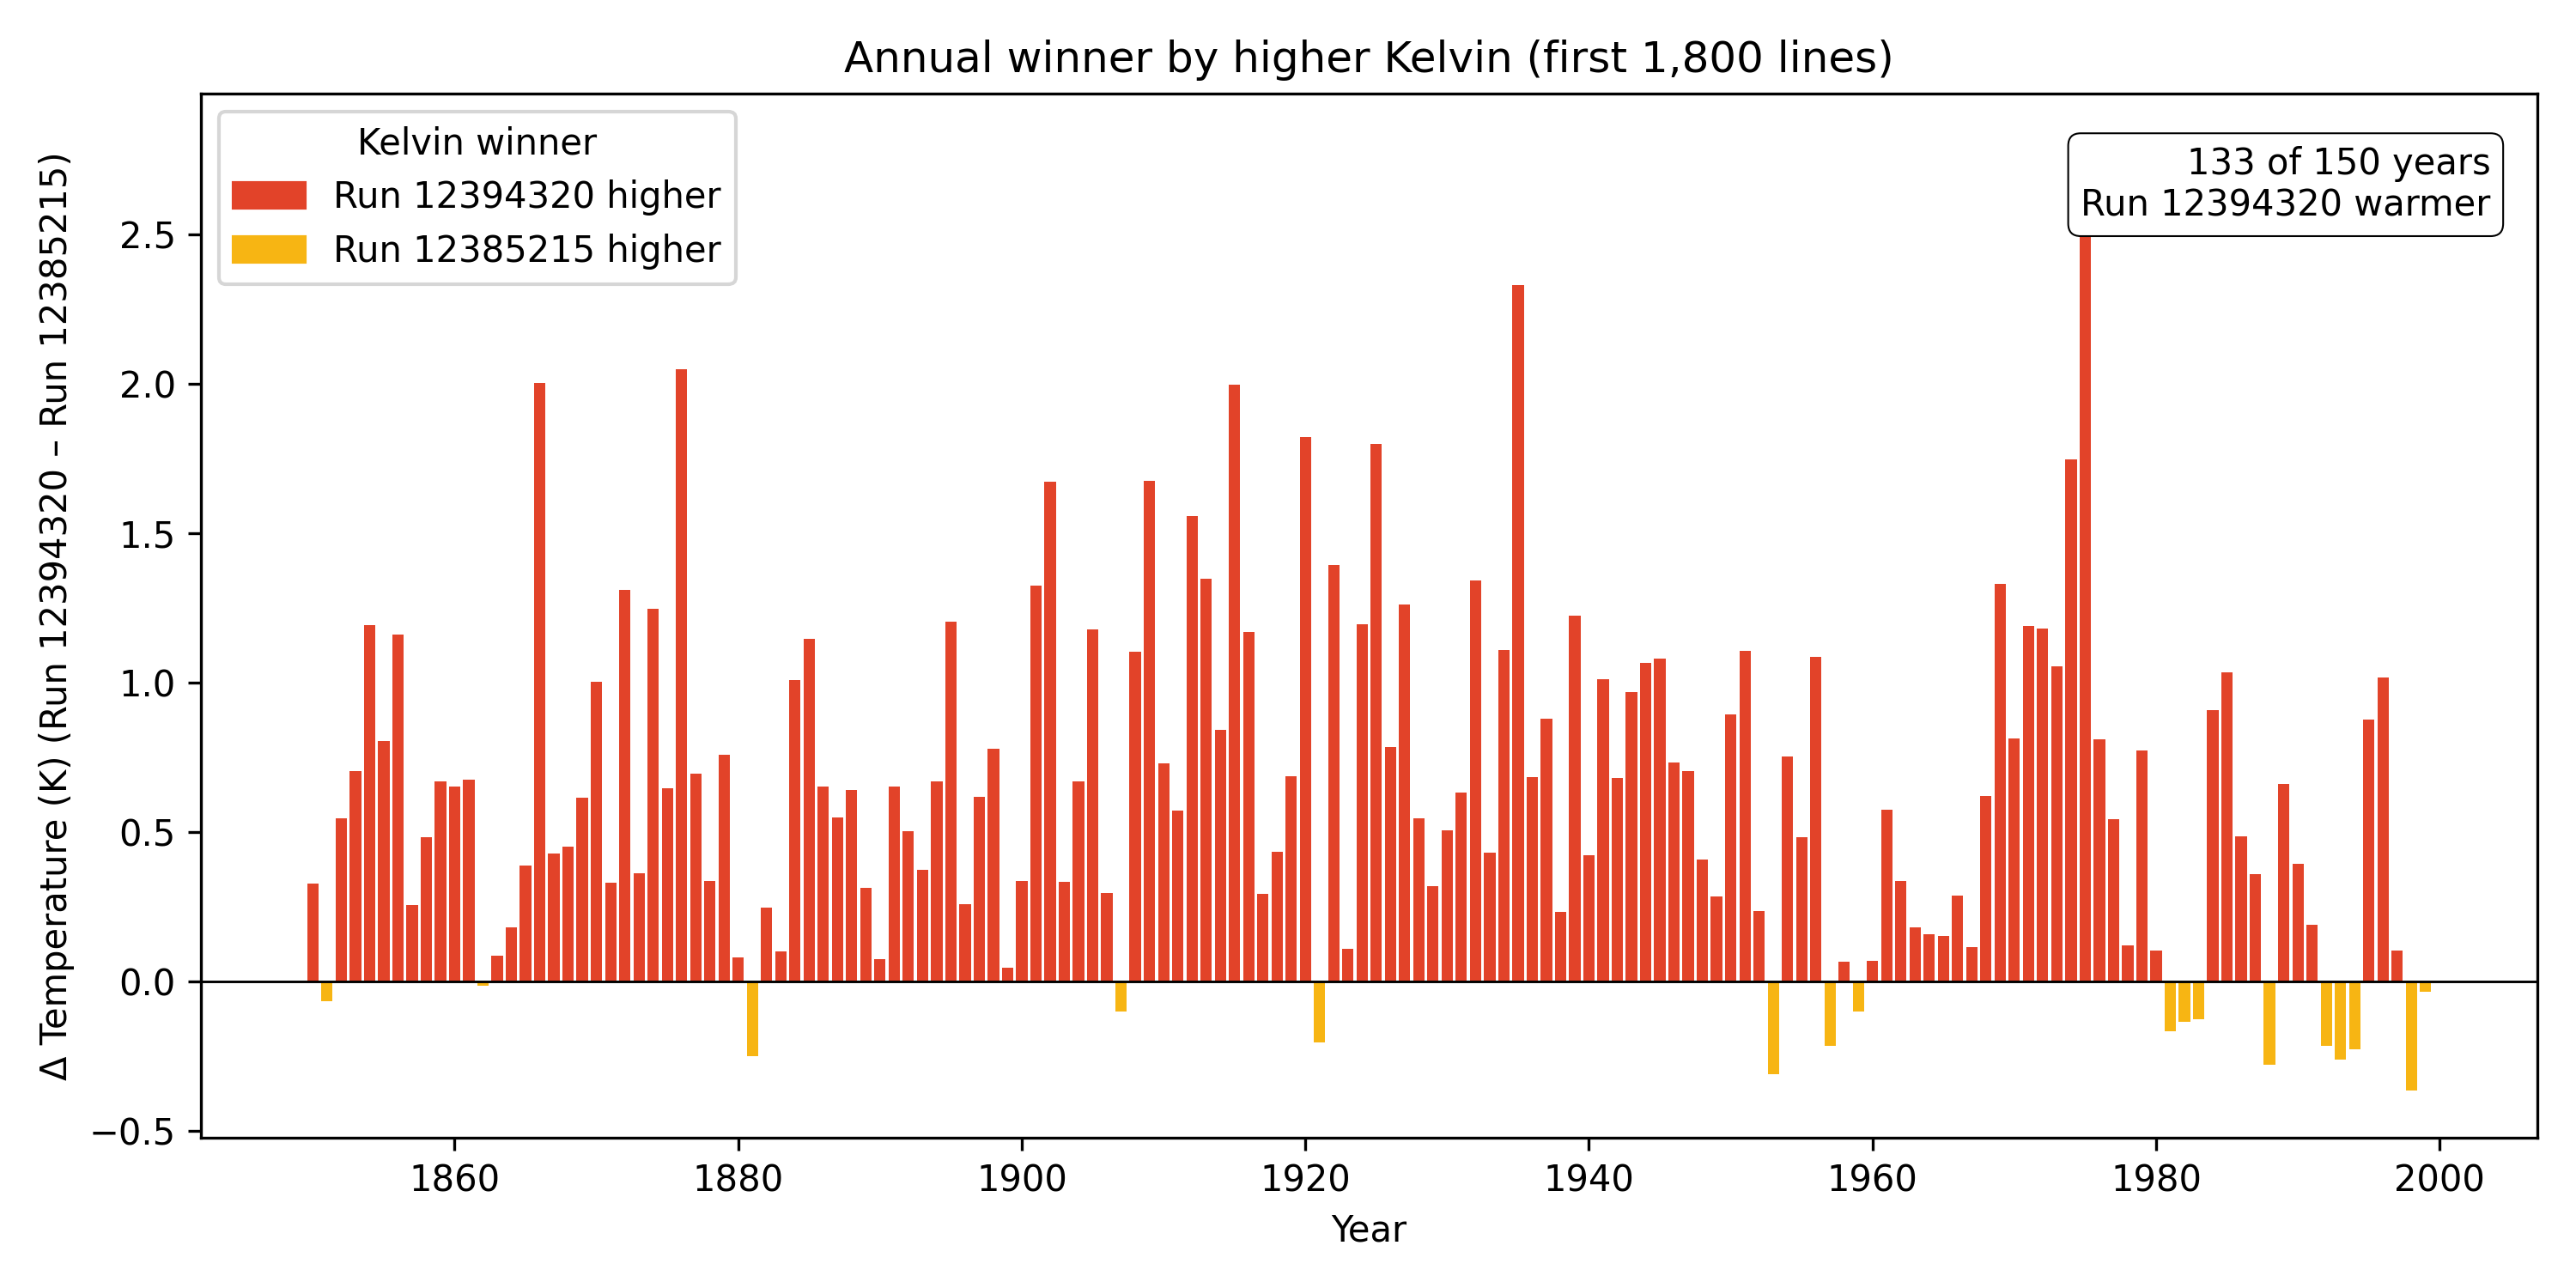 Annual winner by higher Kelvin (first 1,800 lines)
Kelvin winner
Run 12394320 higher
Run 12385215 higher
133 of 150 years
Run 12394320 warmer
Δ Temperature (K) (Run 12394320 – Run 12385215)
2.5
2.0
1.5
1.0
0.5
0.0
−0.5
1860 1880 1900 1920 1940 1960 1980 2000
Year